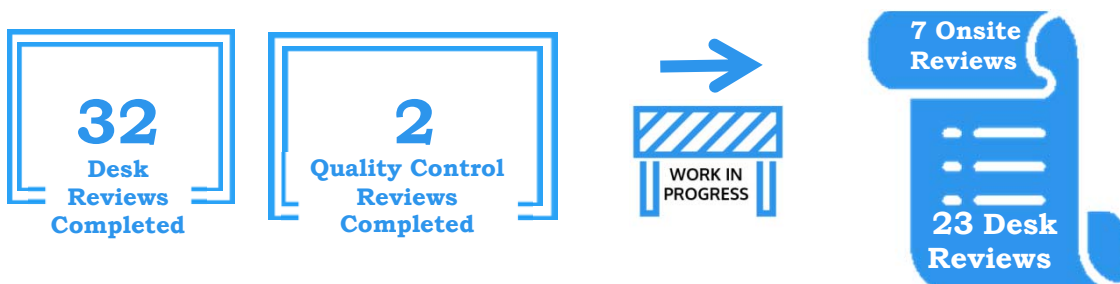 32
Desk
Reviews
Completed
2
Quality Control
Reviews
Completed
WORK IN
PROGRESS
7 Onsite
Reviews
23 Desk
Reviews